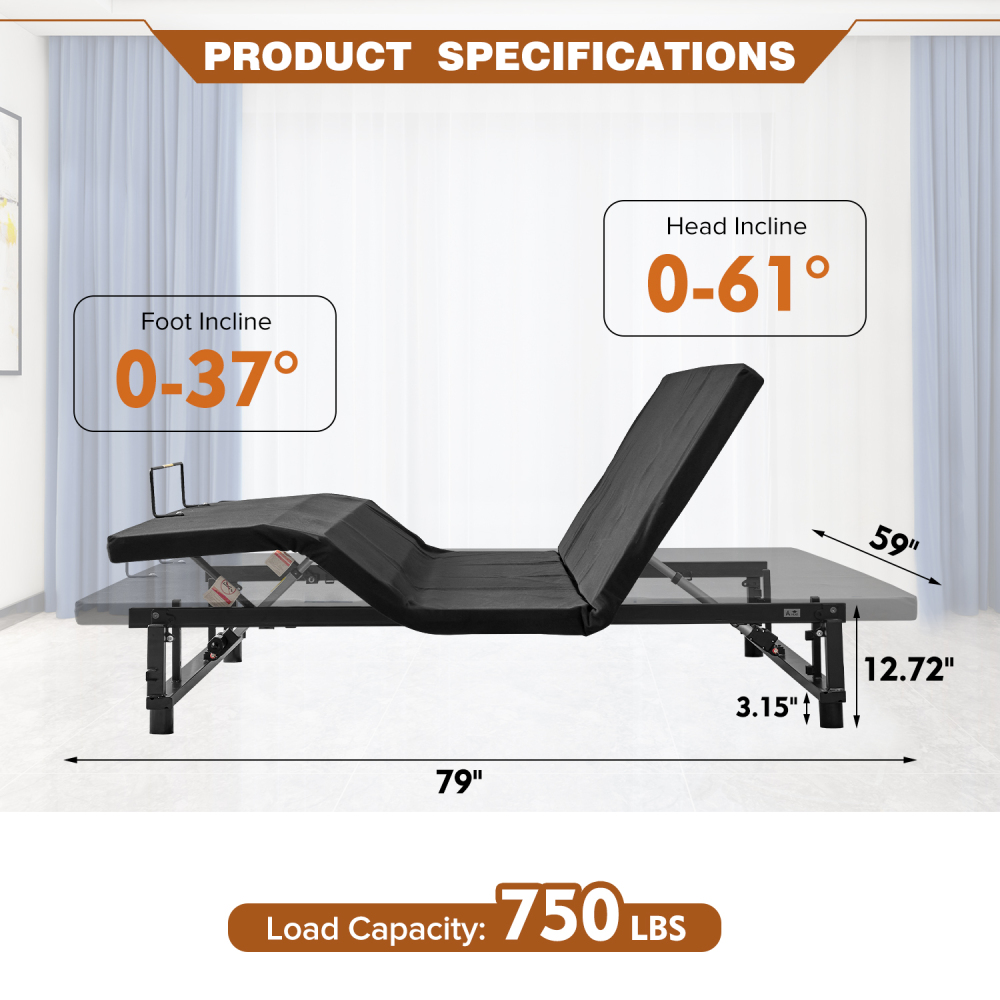 PRODUCT SPECIFICATIONS
Head Incline
0-61°
Foot Incline
0-37°
59"
12.72"
3.15"
79"
Load Capacity: 750 LBS